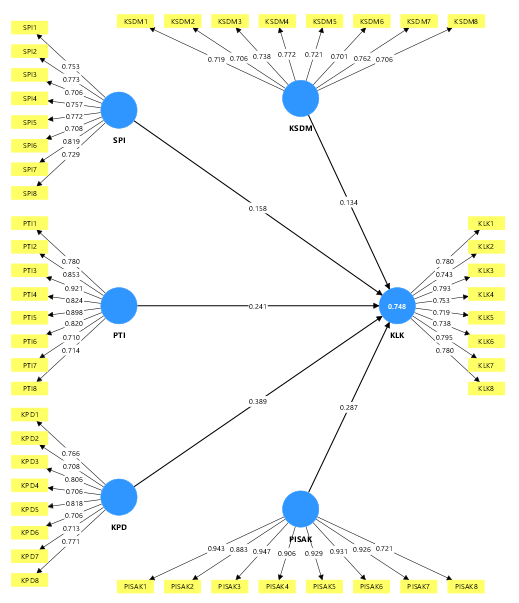 KSDM1 KSDM2 KSDM3 KSDM4 KSDM5 KSDM6 KSDM7 KSDM8
0.719 0.706 0.738 0.772 0.721 0.701 0.762 0.706
KSDM
SPI1
SPI2
SPI3
SPI4
SPI5
SPI6
SPI7
SPI8
0.753
0.773
0.706
0.757
0.772
0.708
0.819
0.729
SPI
0.158
0.134
PTI1
PTI2
PTI3
PTI4
PTI5
PTI6
PTI7
PTI8
0.780
0.853
0.921
0.824
0.898
0.820
0.710
0.714
PTI
0.241
0.748
KLK
0.780
0.743
0.793
0.753
0.719
0.738
0.795
0.780
KLK1
KLK2
KLK3
KLK4
KLK5
KLK6
KLK7
KLK8
0.389
0.287
KPD1
KPD2
KPD3
KPD4
KPD5
KPD6
KPD7
KPD8
0.766
0.708
0.806
0.706
0.818
0.706
0.713
0.771
KPD
PISAK
0.943 0.883 0.947 0.906 0.929 0.931 0.926 0.721
PISAK1 PISAK2 PISAK3 PISAK4 PISAK5 PISAK6 PISAK7 PISAK8